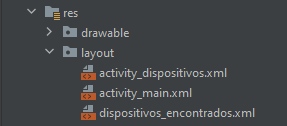 res
drawable
layout
activity_dispositivos.xml
activity_main.xml
dispositivos_encontrados.xml